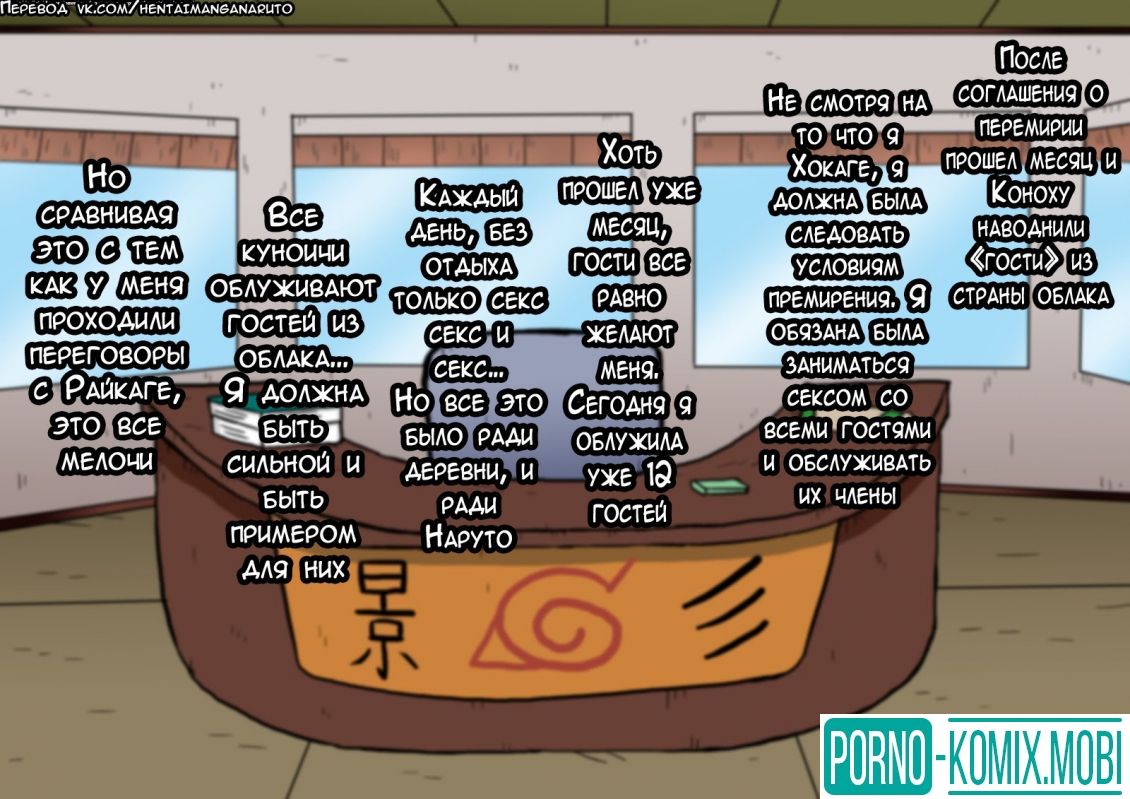 Перевод vk.com/hentaimanganaruto
После
соглашения о
перемирии
прошел месяц и
Коноху
наводнили
«гости» из
страны Облака
Не смотря на
то что я
Хокаге, я
должна была
следовать
условиям
премирения. Я
обязана была
заниматься
сексом со
всеми гостями
и обслуживать
их члены
Хоть
прошел уже
месяц,
гости все
равно
желают
меня.
Сегодня я
облужила
уже 12
гостей
Каждый
день, без
отдыха
только секс
секс и
секс...
Но все это
было ради
деревни, и
ради
Наруто
Все
куноичи
облуживают
гостей из
Облака...
Я должна
быть
сильной и
быть
примером
для них
Но
сравнивая
это с тем
как у меня
проходили
переговоры
с Райкаге,
это все
мелочи
景彡
PORNO-KOMIX.MOBI